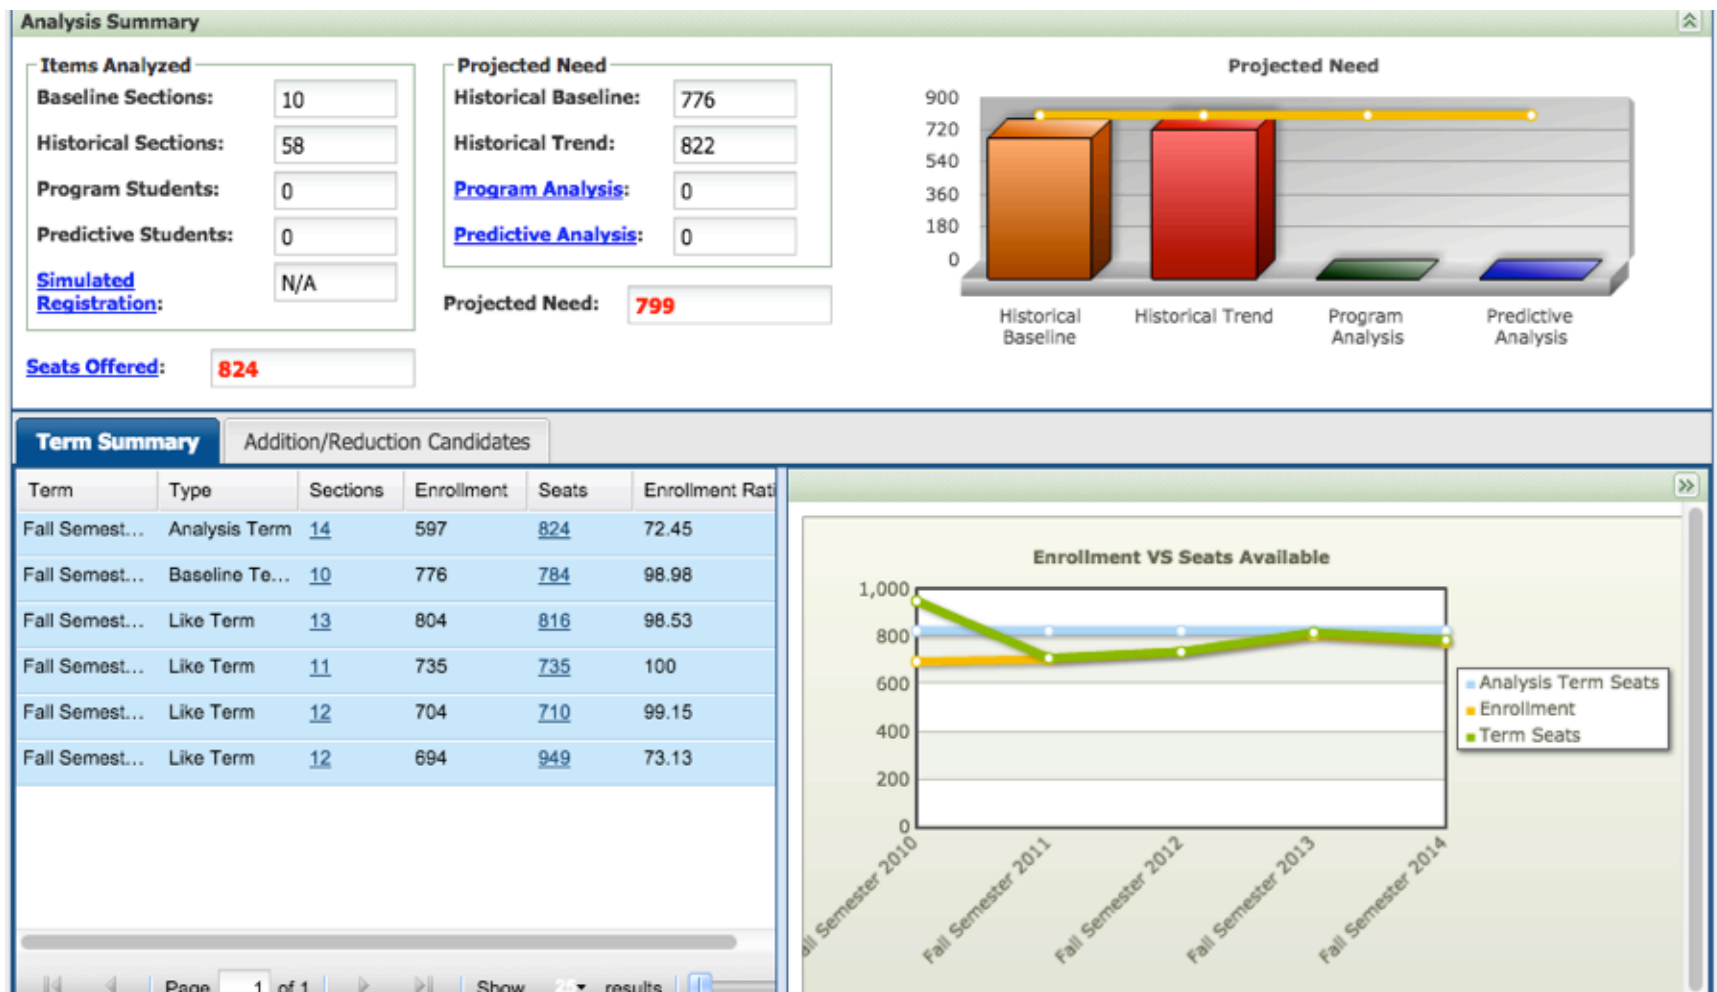 Analysis Summary
Items Analyzed
Baseline Sections: 10
Historical Sections: 58
Program Students: 0
Predictive Students: 0
Simulated
Registration: N/A
Seats Offered: 824
Projected Need
Historical Baseline: 776
Historical Trend: 822
Program Analysis: 0
Predictive Analysis: 0
Projected Need: 799
Projected Need
900
720
540
360
180
0
Historical
Baseline
Historical Trend
Program
Analysis
Predictive
Analysis
Term Summary Addition/Reduction Candidates
Term Type Sections Enrollment Seats Enrollment Rati
Fall Semest... Analysis Term 14 597 824 72.45
Fall Semest... Baseline Te... 10 776 784 98.98
Fall Semest... Like Term 13 804 816 98.53
Fall Semest... Like Term 11 735 735 100
Fall Semest... Like Term 12 704 710 99.15
Fall Semest... Like Term 12 694 949 73.13
Page 1 of 1 Show 25 results
Enrollment VS Seats Available
1,000
800
600
400
200
0
all Semester 2010
Fall Semester 2011
Fall Semester 2012
Fall Semester 2013
Fall Semester 2014
Analysis Term Seats
Enrollment
Term Seats